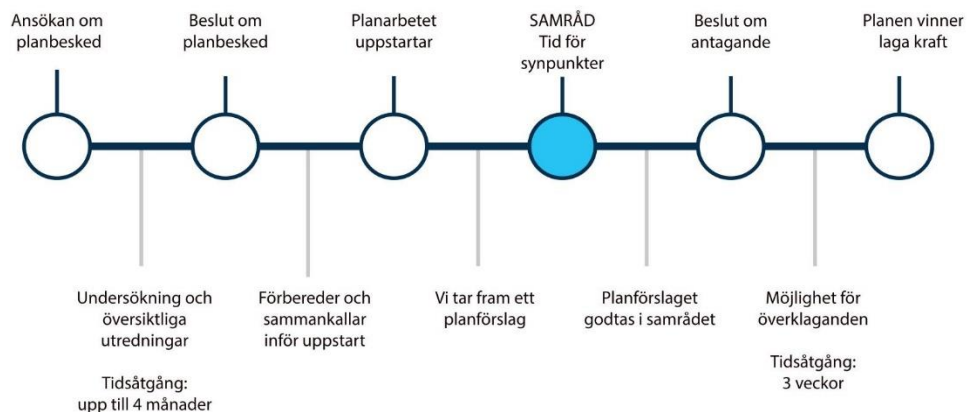 Ansökan om
planbesked
Beslut om
planbesked
Planarbetet
uppstartar
SAMRÅD
Tid för
synpunkter
Beslut om
antagande
Planen vinner
laga kraft
Undersökning och
översiktliga
utredningar
Tidsåtgång:
upp till 4 månader
Förbereder och
sammankallar
inför uppstart
Vi tar fram ett
planförslag
Planförslaget
godtas i samrådet
Möjlighet för
överklaganden
Tidsåtgång:
3 veckor